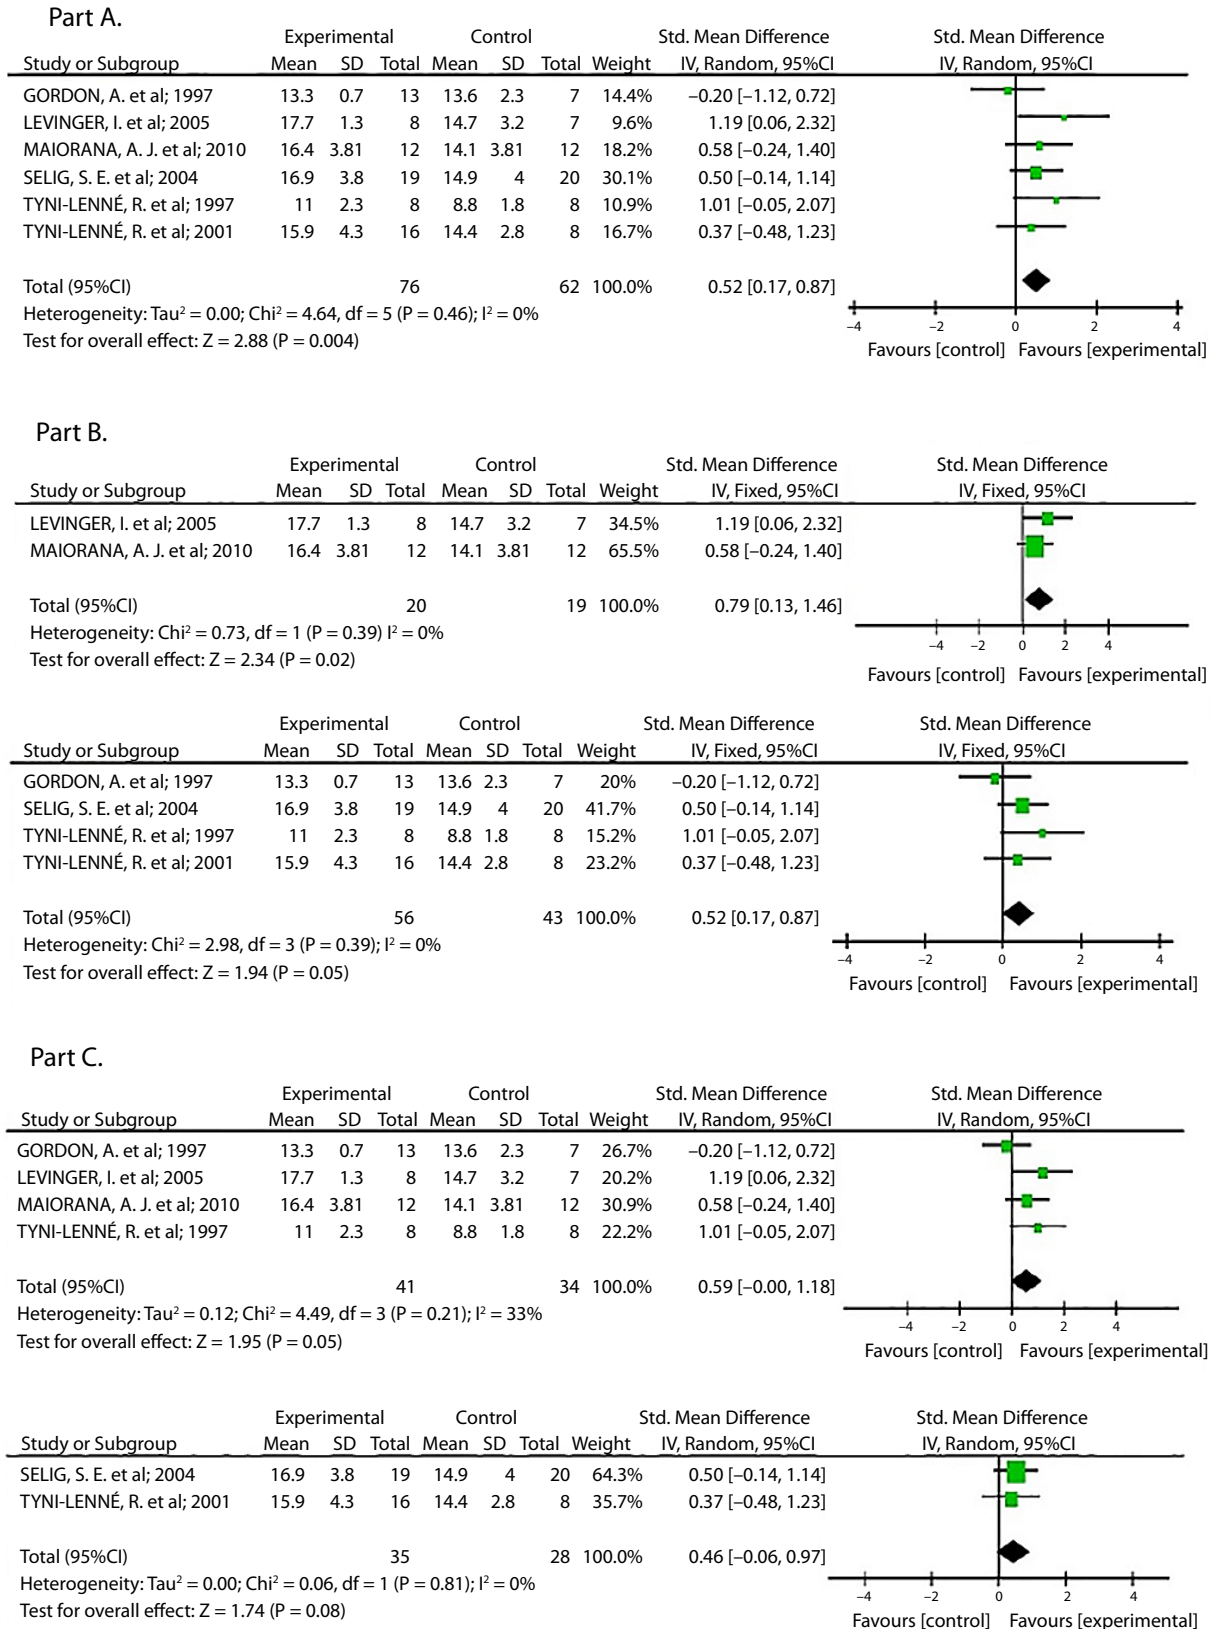 Part A.
Experimental Control Std. Mean Difference Std. Mean Difference
Study or Subgroup Mean SD Total Mean SD Total Weight IV, Random, 95%CI IV, Random, 95%CI
GORDON, A. et al; 1997 13.3 0.7 13 13.6 2.3 7 14.4% −0.20 [−1.12, 0.72]
LEVINGER, I. et al; 2005 17.7 1.3 8 14.7 3.2 7 9.6% 1.19 [0.06, 2.32]
MAIORANA, A. J. et al; 2010 16.4 3.81 12 14.1 3.81 12 18.2% 0.58 [−0.24, 1.40]
SELIG, S. E. et al; 2004 16.9 3.8 19 14.9 4 20 30.1% 0.50 [−0.14, 1.14]
TYNI-LENNÉ, R. et al; 1997 11 2.3 8 8.8 1.8 8 10.9% 1.01 [−0.05, 2.07]
TYNI-LENNÉ, R. et al; 2001 15.9 4.3 16 14.4 2.8 8 16.7% 0.37 [−0.48, 1.23]
Total (95%CI) 76 62 100.0% 0.52 [0.17, 0.87]
Heterogeneity: Tau² = 0.00; Chi² = 4.64, df = 5 (P = 0.46); I² = 0%
Test for overall effect: Z = 2.88 (P = 0.004)
−4 −2 0 2 4
Favours [control] Favours [experimental]
Part B.
Experimental Control Std. Mean Difference Std. Mean Difference
Study or Subgroup Mean SD Total Mean SD Total Weight IV, Fixed, 95%CI IV, Fixed, 95%CI
LEVINGER, I. et al; 2005 17.7 1.3 8 14.7 3.2 7 34.5% 1.19 [0.06, 2.32]
MAIORANA, A. J. et al; 2010 16.4 3.81 12 14.1 3.81 12 65.5% 0.58 [−0.24, 1.40]
Total (95%CI) 20 19 100.0% 0.79 [0.13, 1.46]
Heterogeneity: Chi² = 0.73, df = 1 (P = 0.39) I² = 0%
Test for overall effect: Z = 2.34 (P = 0.02)
−4 −2 0 2 4
Favours [control] Favours [experimental]
Experimental Control Std. Mean Difference Std. Mean Difference
Study or Subgroup Mean SD Total Mean SD Total Weight IV, Fixed, 95%CI IV, Fixed, 95%CI
GORDON, A. et al; 1997 13.3 0.7 13 13.6 2.3 7 20% −0.20 [−1.12, 0.72]
SELIG, S. E. et al; 2004 16.9 3.8 19 14.9 4 20 41.7% 0.50 [−0.14, 1.14]
TYNI-LENNÉ, R. et al; 1997 11 2.3 8 8.8 1.8 8 15.2% 1.01 [−0.05, 2.07]
TYNI-LENNÉ, R. et al; 2001 15.9 4.3 16 14.4 2.8 8 23.2% 0.37 [−0.48, 1.23]
Total (95%CI) 56 43 100.0% 0.52 [0.17, 0.87]
Heterogeneity: Chi² = 2.98, df = 3 (P = 0.39); I² = 0%
Test for overall effect: Z = 1.94 (P = 0.05)
−4 −2 0 2 4
Favours [control] Favours [experimental]
Part C.
Experimental Control Std. Mean Difference Std. Mean Difference
Study or Subgroup Mean SD Total Mean SD Total Weight IV, Random, 95%CI IV, Random, 95%CI
GORDON, A. et al; 1997 13.3 0.7 13 13.6 2.3 7 26.7% −0.20 [−1.12, 0.72]
LEVINGER, I. et al; 2005 17.7 1.3 8 14.7 3.2 7 20.2% 1.19 [0.06, 2.32]
MAIORANA, A. J. et al; 2010 16.4 3.81 12 14.1 3.81 12 30.9% 0.58 [−0.24, 1.40]
TYNI-LENNÉ, R. et al; 1997 11 2.3 8 8.8 1.8 8 22.2% 1.01 [−0.05, 2.07]
Total (95%CI) 41 34 100.0% 0.59 [−0.00, 1.18]
Heterogeneity: Tau² = 0.12; Chi² = 4.49, df = 3 (P = 0.21); I² = 33%
Test for overall effect: Z = 1.95 (P = 0.05)
−4 −2 0 2 4
Favours [control] Favours [experimental]
Experimental Control Std. Mean Difference Std. Mean Difference
Study or Subgroup Mean SD Total Mean SD Total Weight IV, Random, 95%CI IV, Random, 95%CI
SELIG, S. E. et al; 2004 16.9 3.8 19 14.9 4 20 64.3% 0.50 [−0.14, 1.14]
TYNI-LENNÉ, R. et al; 2001 15.9 4.3 16 14.4 2.8 8 35.7% 0.37 [−0.48, 1.23]
Total (95%CI) 35 28 100.0% 0.46 [−0.06, 0.97]
Heterogeneity: Tau² = 0.00; Chi² = 0.06, df = 1 (P = 0.81); I² = 0%
Test for overall effect: Z = 1.74 (P = 0.08)
−4 −2 0 2 4
Favours [control] Favours [experimental]